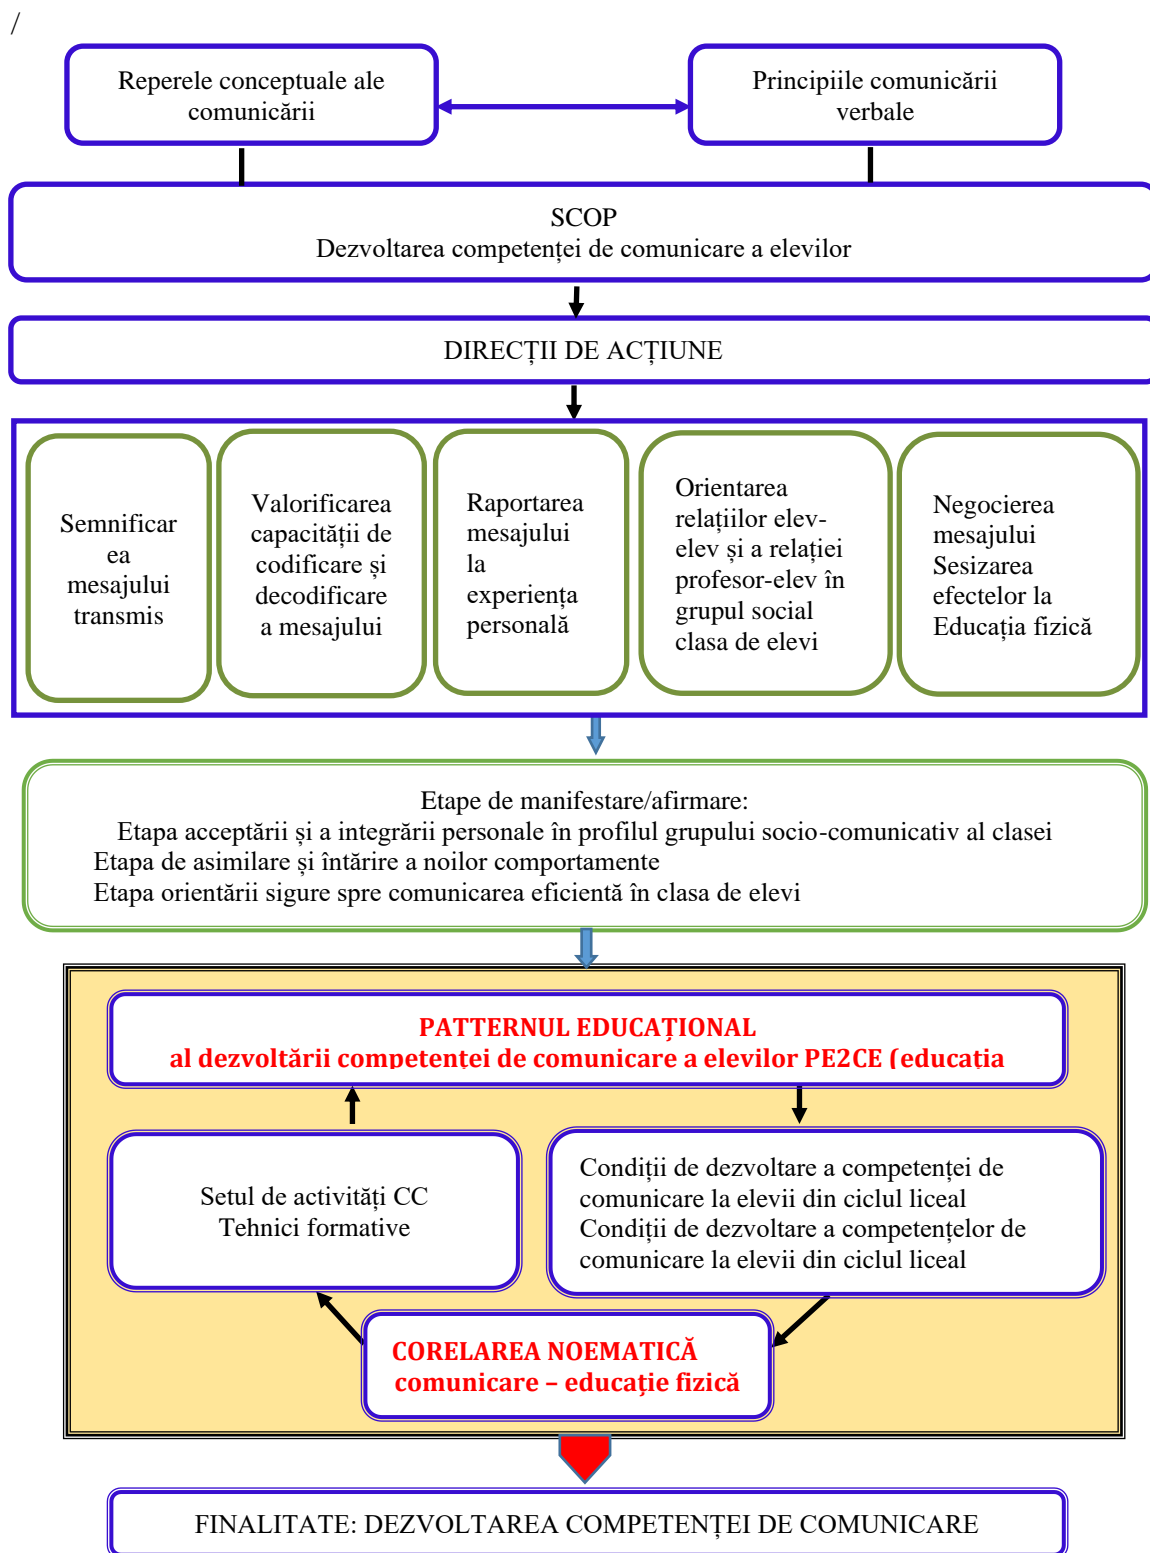 /
Reperele conceptuale ale
comunicării
Principiile comunicării
verbale
SCOP
Dezvoltarea competenței de comunicare a elevilor
DIRECȚII DE ACȚIUNE
Semnificar
ea
mesajului
transmis
Valorificarea
capacității de
codificare și
decodificare
a mesajului
Raportarea
mesajului
la
experiența
personală
Orientarea
relațiilor elev-
elev și a relației
profesor-elev în
grupul social
clasa de elevi
Negocierea
mesajului
Sesizarea
efectelor la
Educația fizică
Etape de manifestare/afirmare:
Etapa acceptării și a integrării personale în profilul grupului socio-comunicativ al clasei
Etapa de asimilare și întărire a noilor comportamente
Etapa orientării sigure spre comunicarea eficientă în clasa de elevi
PATTERNUL EDUCAȚIONAL
al dezvoltării competenței de comunicare a elevilor PE2CE (educația
Setul de activități CC
Tehnici formative
Condiții de dezvoltare a competenței de
comunicare la elevii din ciclul liceal
Condiții de dezvoltare a competențelor de
comunicare la elevii din ciclul liceal
CORELAREA NOEMATICĂ
comunicare – educație fizică
FINALITATE: DEZVOLTAREA COMPETENȚEI DE COMUNICARE